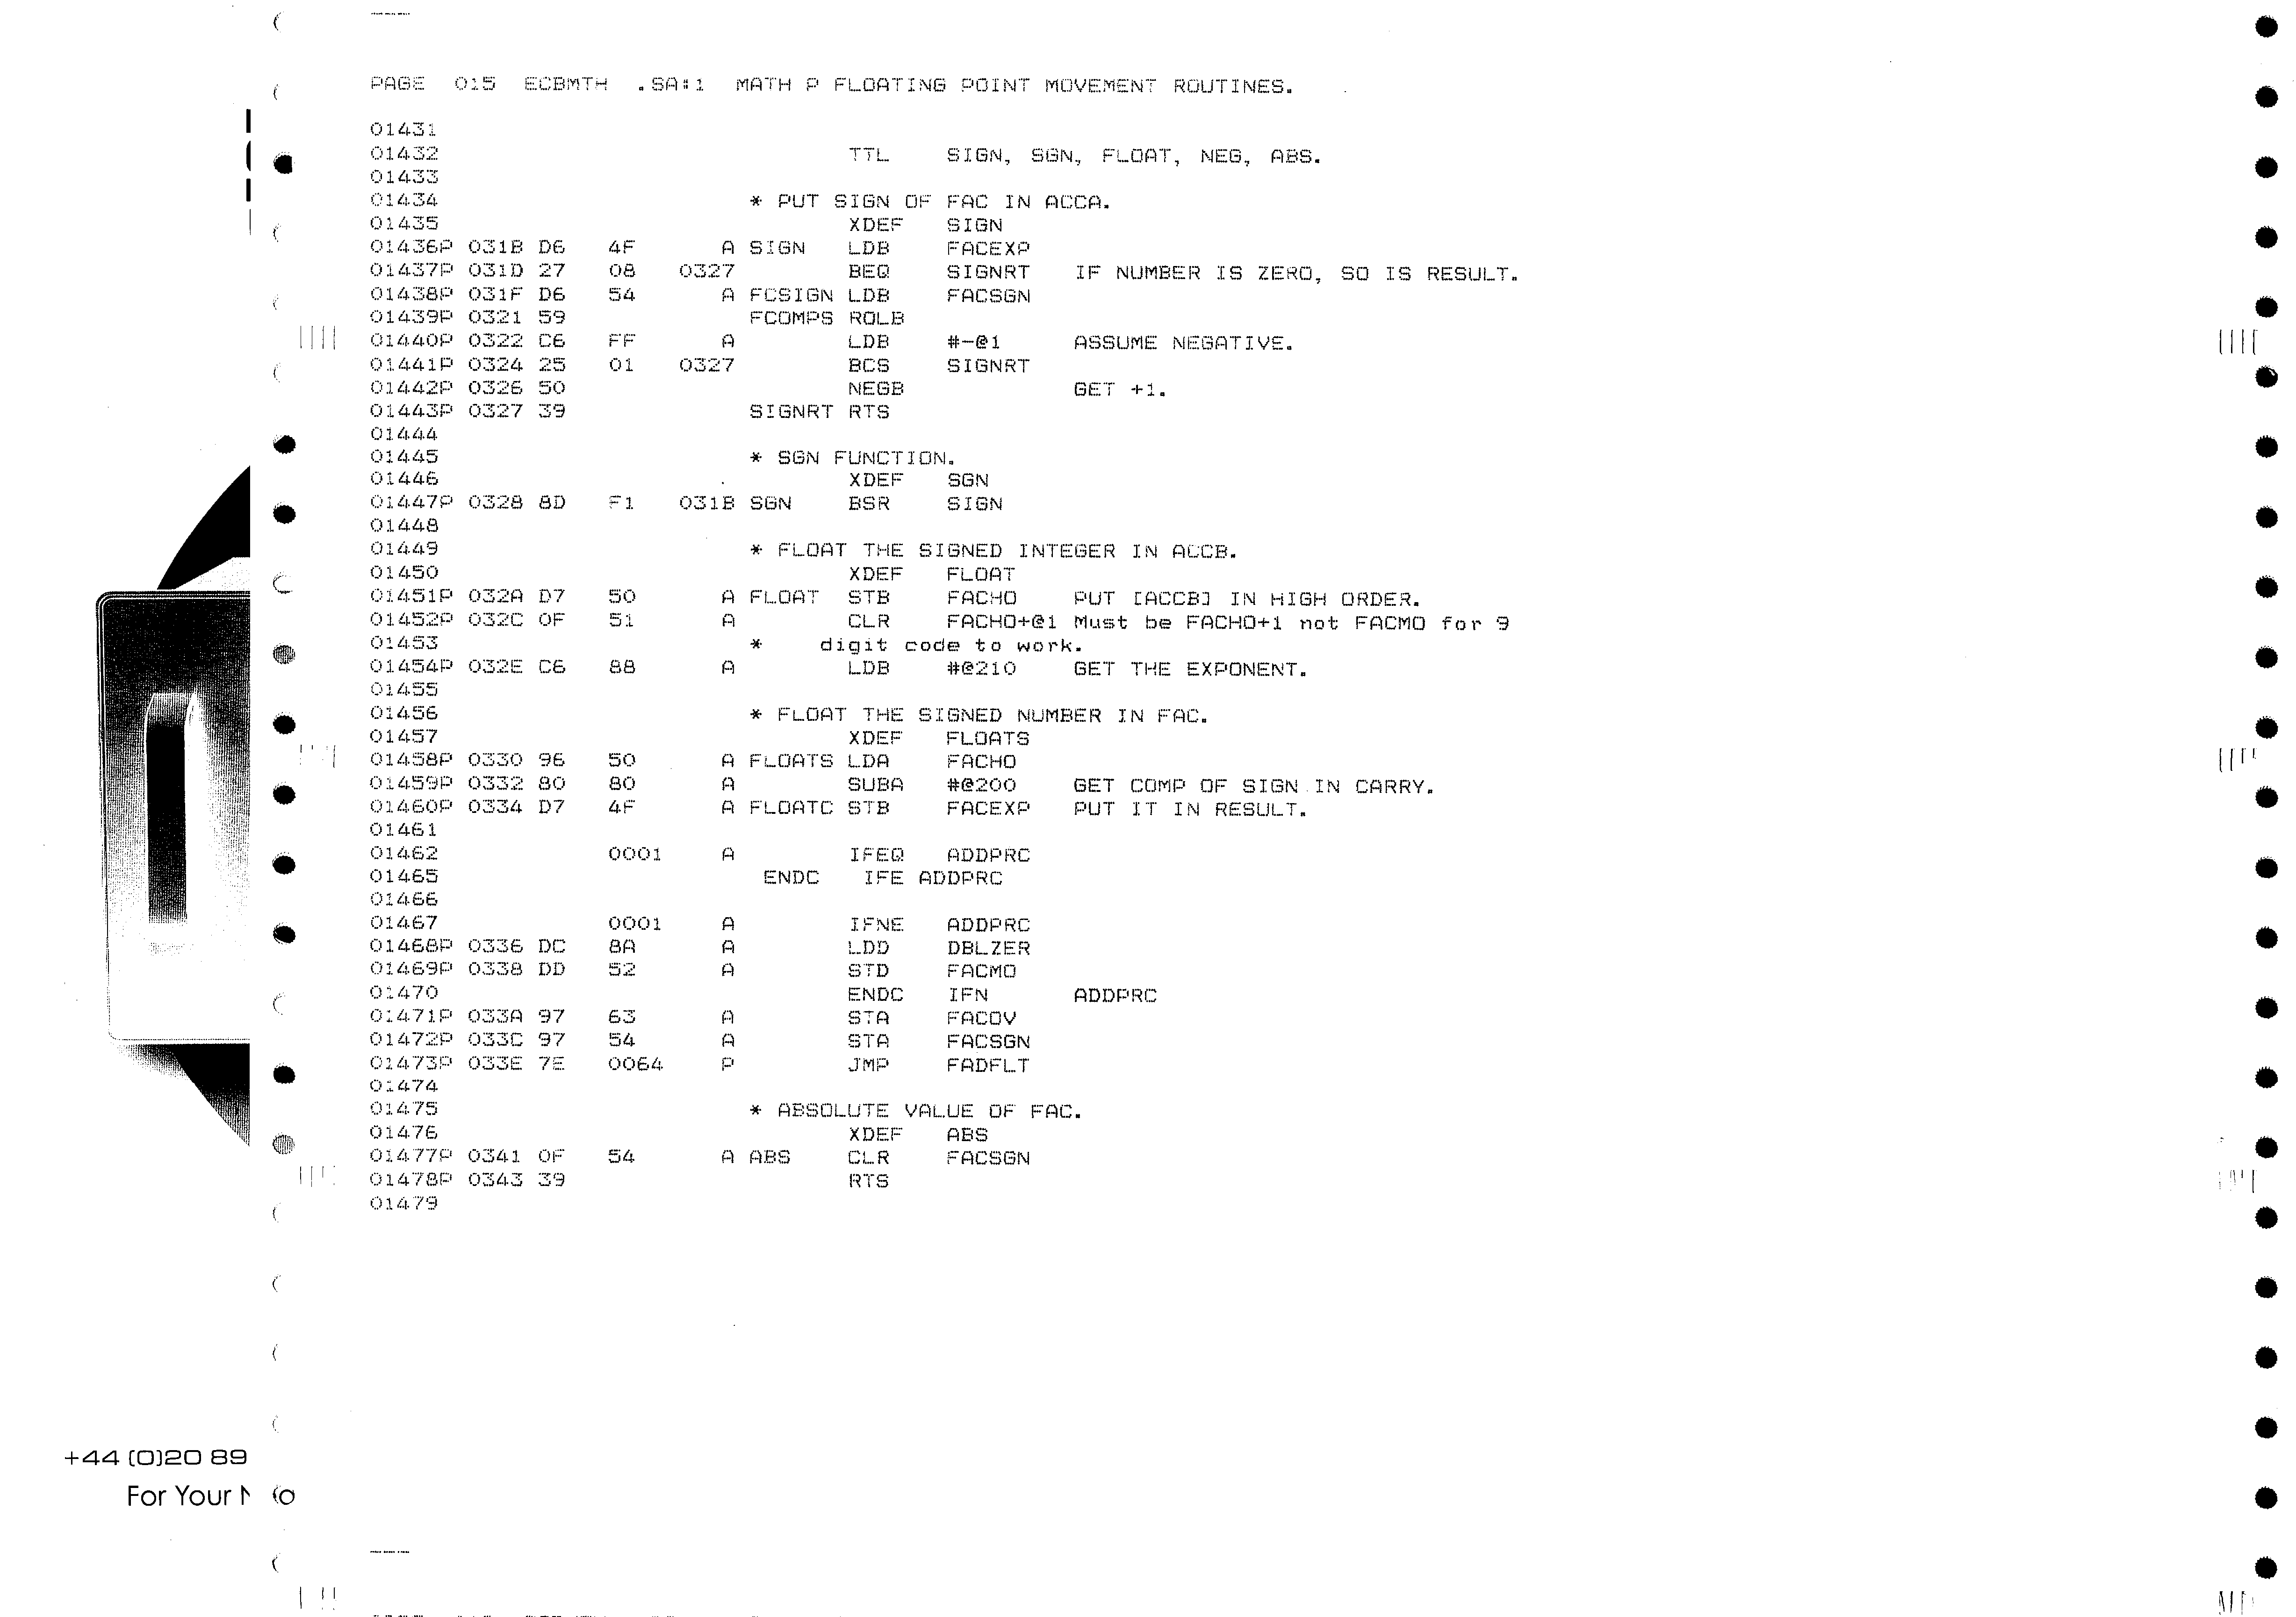 PAGE  015  ECBMTH  .SA:1  MATH P FLOATING POINT MOVEMENT ROUTINES.
01431
01432                              TTL    SIGN, SGN, FLOAT, NEG, ABS.
01433
01434                       * PUT SIGN OF FAC IN ACCA.
01435                              XDEF   SIGN
01436P 031B D6   4F      A SIGN   LDB    FACEXP
01437P 031D 27   08   0327        BEQ    SIGNRT   IF NUMBER IS ZERO, SO IS RESULT.
01438P 031F D6   54      A FCSIGN LDB    FACSGN
01439P 0321 59             FCOMPS ROLB
01440P 0322 C6   FF      A        LDB    #-@1     ASSUME NEGATIVE.
01441P 0324 25   01   0327        BCS    SIGNRT
01442P 0326 50                    NEGB            GET +1.
01443P 0327 39             SIGNRT RTS
01444
01445                       * SGN FUNCTION.
01446                              XDEF   SGN
01447P 0328 8D   F1   031B SGN    BSR    SIGN
01448
01449                       * FLOAT THE SIGNED INTEGER IN ACCB.
01450                              XDEF   FLOAT
01451P 032A D7   50      A FLOAT  STB    FACHO    PUT [ACCB] IN HIGH ORDER.
01452P 032C 0F   51      A        CLR    FACHO+@1 Must be FACHO+1 not FACMO for 9
01453                       *    digit code to work.
01454P 032E C6   88      A        LDB    #@210    GET THE EXPONENT.
01455
01456                       * FLOAT THE SIGNED NUMBER IN FAC.
01457                              XDEF   FLOATS
01458P 0330 96   50      A FLOATS LDA    FACHO
01459P 0332 80   80      A        SUBA   #@200    GET COMP OF SIGN IN CARRY.
01460P 0334 D7   4F      A FLOATC STB    FACEXP   PUT IT IN RESULT.
01461
01462            0001    A        IFEQ   ADDPRC
01465                       ENDC   IFE ADDPRC
01466
01467            0001    A        IFNE   ADDPRC
01468P 0336 DC   8A      A        LDD    DBLZER
01469P 0338 DD   52      A        STD    FACMO
01470                             ENDC   IFN      ADDPRC
01471P 033A 97   63      A        STA    FACOV
01472P 033C 97   54      A        STA    FACSGN
01473P 033E 7E   0064    P        JMP    FADFLT
01474
01475                       * ABSOLUTE VALUE OF FAC.
01476                              XDEF   ABS
01477P 0341 0F   54      A ABS    CLR    FACSGN
01478P 0343 39                    RTS
01479
+44 (0)20 89
For Your